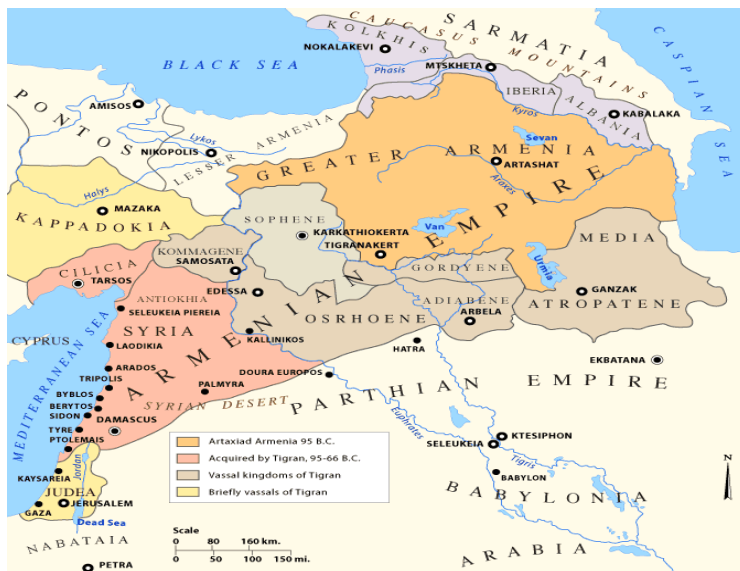 SARMATIA
CAUCASUS MOUNTAINS
CASPIAN SEA
KOLKHIS
NOKALAKEVI
BLACK SEA
Phasis
MTSKHETA
IBERIA
ALBANIA
KABALAKA
Kyros
PONTOS
AMISOS
Lykos
NIKOPOLIS
LESSER ARMENIA
GREATER ARMENIA
Sevan
ARTASHAT
Araxes
Halys
MAZAKA
KAPPADOKIA
SOPHENE
KARKATHIOKERTA
TIGRANAKERT
Van
ARMENIAN EMPIRE
MEDIA
ATROPATENE
Urmia
GANZAK
KOMMAGENE
SAMOSATA
GORDYENE
ADIABENE
ARBELA
CILICIA
TARSOS
ANTIOKHIA
EDESSA
OSRHOENE
SELEUKEIA PIEREIA
SYRIA
CYPRUS
MEDITERRANEAN SEA
LAODIKIA
KALLINIKOS
HATRA
EKBATANA
ARADOS
TRIPOLIS
DOURA EUROPOS
PALMYRA
BYBLOS
BERYTOS
SIDON
SYRIAN DESERT
PARTHIAN EMPIRE
DAMASCUS
TYRE
PTOLEMAIS
Euphrates
KTESIPHON
SELEUKEIA
Tigris
BABYLON
BABYLONIA
KAYSAREIA
Jordan
JUDEA
JERUSALEM
GAZA
Dead Sea
NABATAIA
PETRA
ARABIA
Artaxiad Armenia 95 B.C.
Acquired by Tigran, 95-66 B.C.
Vassal kingdoms of Tigran
Briefly vassals of Tigran
Scale
0 80 160 km.
0 100 150 mi.
N